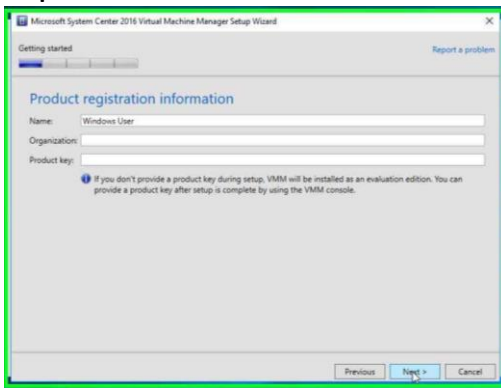 Microsoft System Center 2016 Virtual Machine Manager Setup Wizard
Getting started
Report a problem
Product registration information
Name: Windows User
Organization:
Product key:
If you don't provide a product key during setup, VMM will be installed as an evaluation edition. You can
provide a product key after setup is complete by using the VMM console.
Previous Next > Cancel